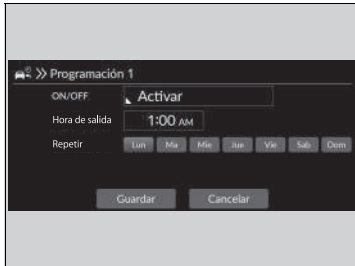 Programación 1
ON/OFF Activar
Hora de salida 1:00 AM
Repetir Lun Ma Mie Jue Vie Sab Dom
Guardar Cancelar